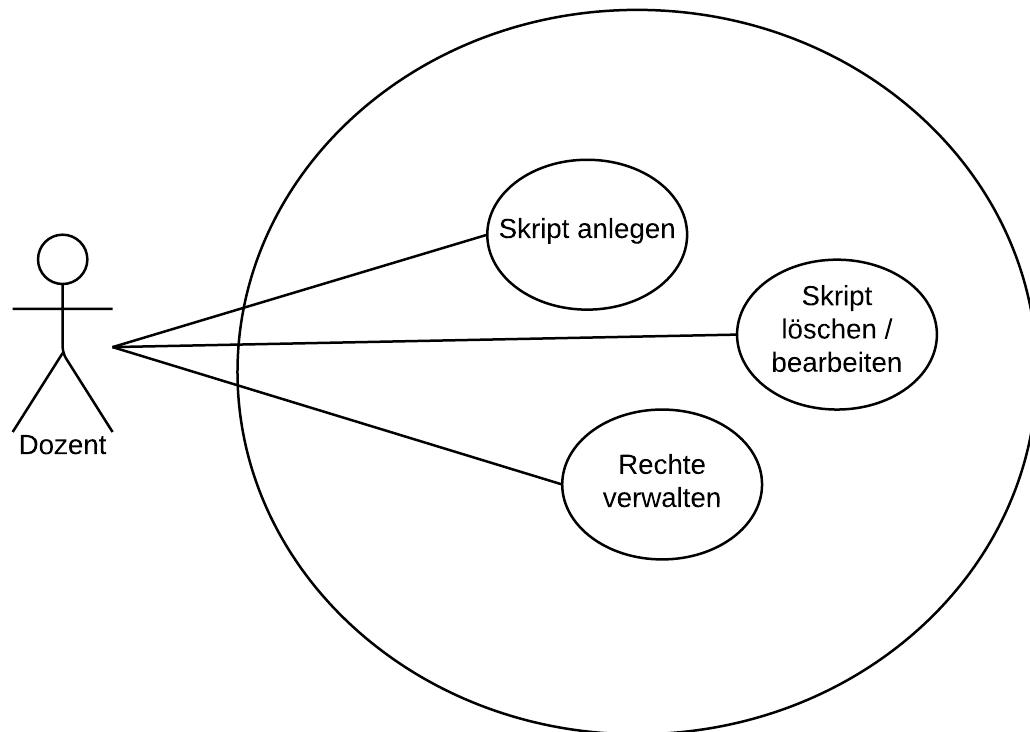 Skript anlegen
Skript
löschen /
bearbeiten
Dozent
Rechte
verwalten